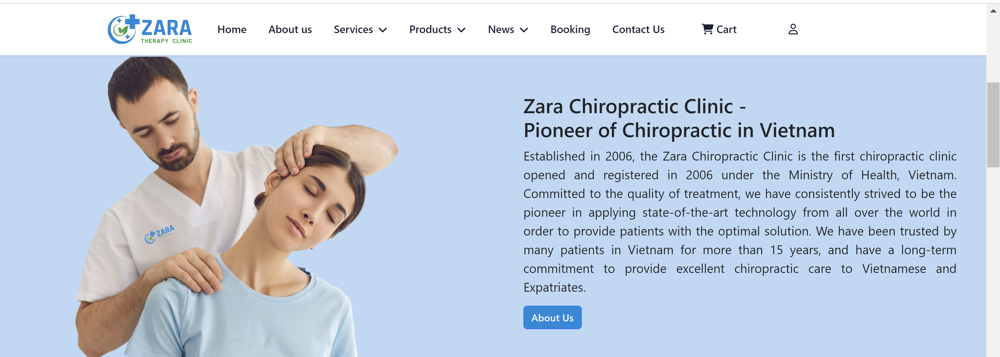 ZARA
THERAPY CLINIC
Home
About us
Services
Products
News
Booking
Contact Us
Cart
Zara Chiropractic Clinic -
Pioneer of Chiropractic in Vietnam
Established in 2006, the Zara Chiropractic Clinic is the first chiropractic clinic
opened and registered in 2006 under the Ministry of Health, Vietnam.
Committed to the quality of treatment, we have consistently strived to be the
pioneer in applying state-of-the-art technology from all over the world in
order to provide patients with the optimal solution. We have been trusted by
many patients in Vietnam for more than 15 years, and have a long-term
commitment to provide excellent chiropractic care to Vietnamese and
Expatriates.
About Us
ZARA